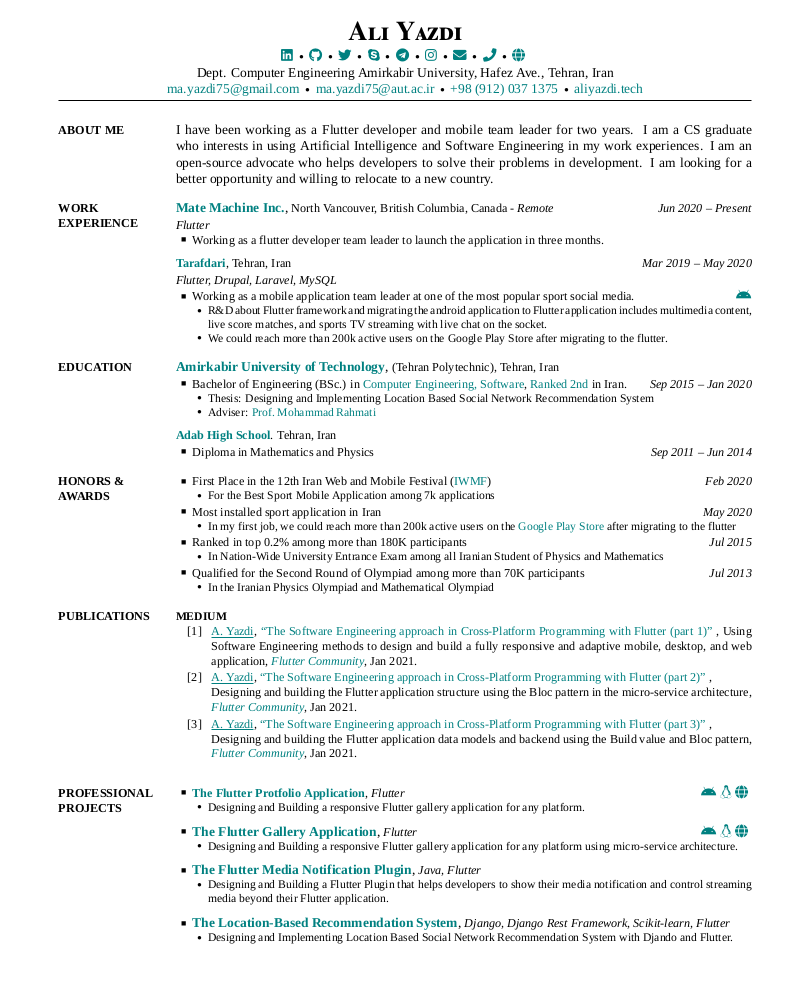 Ali Yazdi
Dept. Computer Engineering Amirkabir University, Hafez Ave., Tehran, Iran
ma.yazdi75@gmail.com • ma.yazdi75@aut.ac.ir • +98 (912) 037 1375 • aliyazdi.tech
ABOUT ME
I have been working as a Flutter developer and mobile team leader for two years. I am a CS graduate
who interests in using Artificial Intelligence and Software Engineering in my work experiences. I am an
open-source advocate who helps developers to solve their problems in development. I am looking for a
better opportunity and willing to relocate to a new country.
WORK
EXPERIENCE
Mate Machine Inc., North Vancouver, British Columbia, Canada - Remote Jun 2020 – Present
Flutter
▪ Working as a flutter developer team leader to launch the application in three months.
Tarafdari, Tehran, Iran Mar 2019 – May 2020
Flutter, Drupal, Laravel, MySQL
▪ Working as a mobile application team leader at one of the most popular sport social media.
• R&D about Flutter framework and migrating the android application to Flutter application includes multimedia content,
live score matches, and sports TV streaming with live chat on the socket.
• We could reach more than 200k active users on the Google Play Store after migrating to the flutter.
EDUCATION
Amirkabir University of Technology, (Tehran Polytechnic), Tehran, Iran
▪ Bachelor of Engineering (BSc.) in Computer Engineering, Software, Ranked 2nd in Iran. Sep 2015 – Jan 2020
• Thesis: Designing and Implementing Location Based Social Network Recommendation System
• Adviser: Prof. Mohammad Rahmati
Adab High School. Tehran, Iran
▪ Diploma in Mathematics and Physics Sep 2011 – Jun 2014
HONORS &
AWARDS
▪ First Place in the 12th Iran Web and Mobile Festival (IWMF) Feb 2020
• For the Best Sport Mobile Application among 7k applications
▪ Most installed sport application in Iran May 2020
• In my first job, we could reach more than 200k active users on the Google Play Store after migrating to the flutter
▪ Ranked in top 0.2% among more than 180K participants Jul 2015
• In Nation-Wide University Entrance Exam among all Iranian Student of Physics and Mathematics
▪ Qualified for the Second Round of Olympiad among more than 70K participants Jul 2013
• In the Iranian Physics Olympiad and Mathematical Olympiad
PUBLICATIONS
MEDIUM
[1] A. Yazdi, “The Software Engineering approach in Cross-Platform Programming with Flutter (part 1)” , Using
Software Engineering methods to design and build a fully responsive and adaptive mobile, desktop, and web
application, Flutter Community, Jan 2021.
[2] A. Yazdi, “The Software Engineering approach in Cross-Platform Programming with Flutter (part 2)” ,
Designing and building the Flutter application structure using the Bloc pattern in the micro-service architecture,
Flutter Community, Jan 2021.
[3] A. Yazdi, “The Software Engineering approach in Cross-Platform Programming with Flutter (part 3)” ,
Designing and building the Flutter application data models and backend using the Build value and Bloc pattern,
Flutter Community, Jan 2021.
PROFESSIONAL
PROJECTS
▪ The Flutter Protfolio Application, Flutter
• Designing and Building a responsive Flutter gallery application for any platform.
▪ The Flutter Gallery Application, Flutter
• Designing and Building a responsive Flutter gallery application for any platform using micro-service architecture.
▪ The Flutter Media Notification Plugin, Java, Flutter
• Designing and Building a Flutter Plugin that helps developers to show their media notification and control streaming
media beyond their Flutter application.
▪ The Location-Based Recommendation System, Django, Django Rest Framework, Scikit-learn, Flutter
• Designing and Implementing Location Based Social Network Recommendation System with Djando and Flutter.